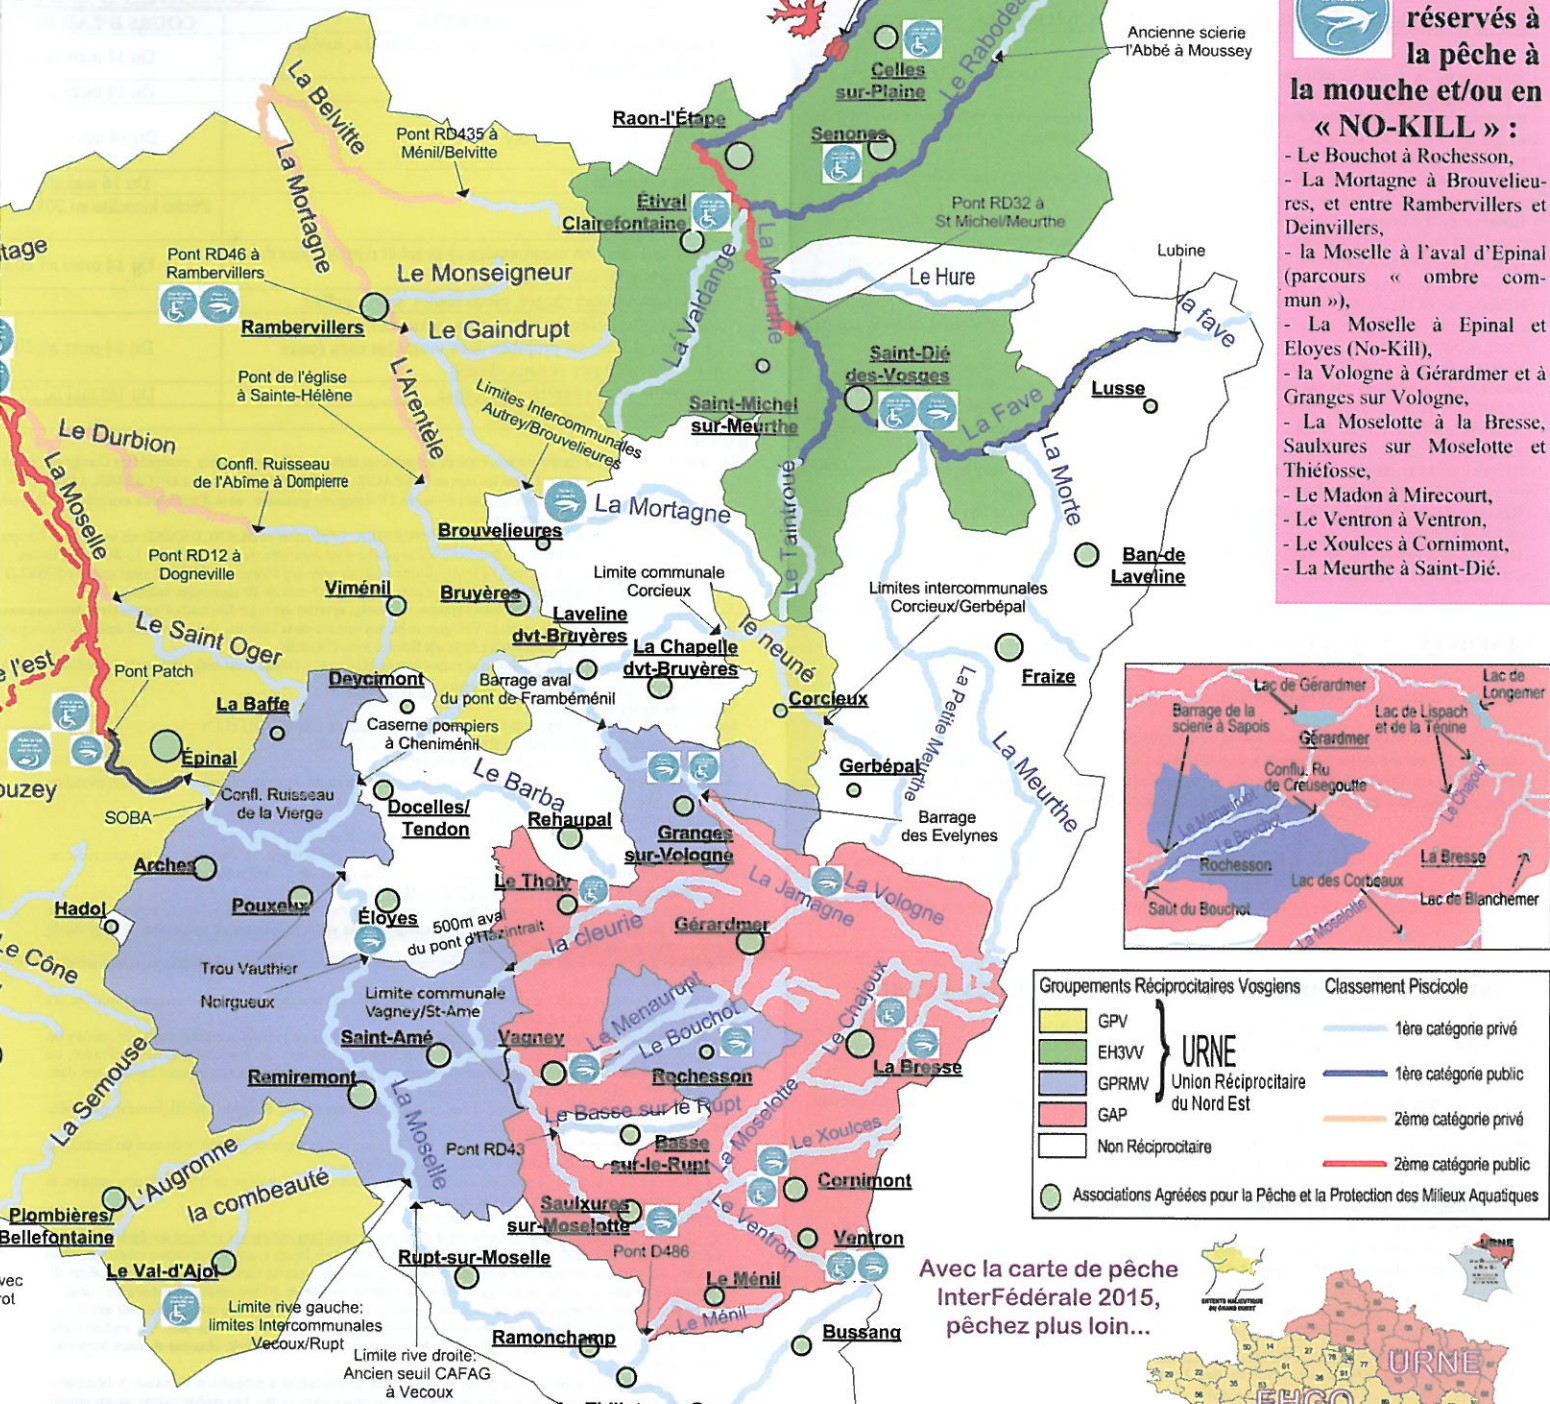 réservés à
la pêche à
la mouche et/ou en
« NO-KILL » :
- Le Bouchot à Rochesson,
- La Mortagne à Brouvelieu-
res, et entre Rambervillers et
Deinvillers,
- la Moselle à l'aval d'Epinal
(parcours « ombre com-
mun »),
- La Moselle à Epinal et
Eloyes (No-Kill),
- la Vologne à Gérardmer et à
Granges sur Vologne,
- La Moselotte à la Bresse,
Saulxures sur Moselotte et
Thiéfosse,
- Le Madon à Mirecourt,
- Le Ventron à Ventron,
- Le Xoulces à Cornimont,
- La Meurthe à Saint-Dié.
Ancienne scierie
l'Abbé à Moussey
Celles
sur-Plaine
Le Rabodeau
Raon-l'Étape
Senones
La Belvitte
Pont RD435 à
Ménil/Belvitte
La Mortagne
Étival
Clairefontaine
Pont RD32 à
St Michel/Meurthe
La Meurthe
La Valdange
Le Hure
Lubine
la fave
tage
Pont RD46 à
Rambervillers
Le Monseigneur
Rambervillers
Le Gaindrupt
Pont de l'église
à Sainte-Hélène
L'Arentèle
Limites Intercommunales
Autrey/Brouvelieures
Saint-Dié
des-Vosges
Saint-Michel
sur-Meurthe
La Fave
Lusse
Le Durbion
La Moselle
Confl. Ruisseau
de l'Abîme à Dompierre
La Mortagne
Le Taintroué
La Morte
Brouvelieures
Ban-de
Laveline
Pont RD12 à
Dogneville
Limite communale
Corcieux
Limites intercommunales
Corcieux/Gerbépal
Viménil
Bruyères
Laveline
dvt-Bruyères
La Chapelle
dvt-Bruyères
le neuné
Le Saint Oger
e l'est
Pont Patch
Deycimont
Barrage aval
du pont de Frambéménil
Fraize
Corcieux
La Baffe
Caserne pompiers
à Cheniménil
La Petite Meurthe
La Meurthe
Épinal
ouzey
SOBA
Confl. Ruisseau
de la Vierge
Le Barba
Docelles/
Tendon
Rehaupal
Gerbépal
Granges
sur-Vologne
Barrage
des Evelynes
Arches
Pouxeux
Éloyes
Hadol
Le Tholy
500m aval
du pont d'Hazintrait
la cleurie
La Jamagne
La Vologne
Gérardmer
Le Cône
Trou Vauthier
Noirgueux
Limite communale
Vagney/St-Ame
Le Menaurupt
Le Bouchot
Le Chajoux
Saint-Amé
Vagney
Rochesson
La Bresse
La Semouse
Remiremont
La Moselle
Le Basse sur le Rupt
La Moselotte
Le Xoulces
Pont RD43
Basse
sur-le-Rupt
Cornimont
L'Augronne
la combeauté
Plombières/
Bellefontaine
Saulxures
sur-Moselotte
Le Ventron
Ventron
Pont D486
Le Val-d'Ajol
Rupt-sur-Moselle
Le Ménil
Le Ménil
vec
rot
Limite rive gauche:
limites Intercommunales
Vecoux/Rupt
Limite rive droite:
Ancien seuil CAFAG
à Vecoux
Ramonchamp
Bussang
Lac de Gérardmer
Lac de
Longemer
Barrage de la
scierie à Sapois
Lac de Lispach
et de la Ténine
Gérardmer
Conflu. Ru
de Creusegoutte
Le Menaurupt
Le Bouchot
Le Chajoux
Rochesson
La Bresse
Lac des Corbeaux
Lac de Blanchemer
Saut du Bouchot
La Moselotte
Groupements Réciprocitaires Vosgiens
Classement Piscicole
GPV
EH3VV
GPRMV
GAP
Non Réciprocitaire
URNE
Union Réciprocitaire
du Nord Est
1ère catégorie privé
1ère catégorie public
2ème catégorie privé
2ème catégorie public
Associations Agréées pour la Pêche et la Protection des Milieux Aquatiques
Avec la carte de pêche
InterFédérale 2015,
pêchez plus loin...
ENTENTE HALIEUTIQUE
DU GRAND OUEST
URNE
URNE
EHGO